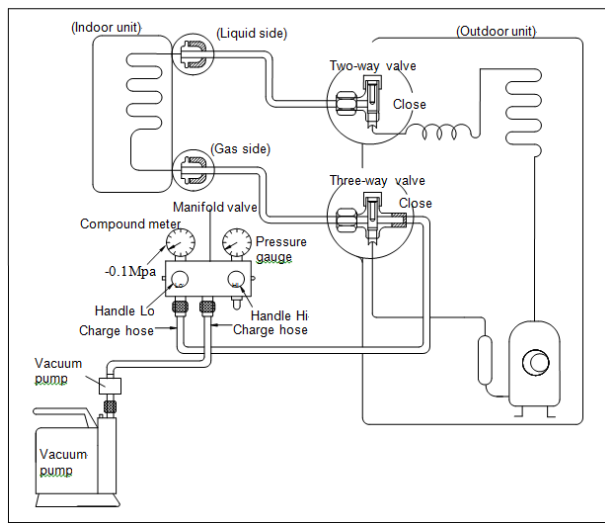 (Indoor unit)
(Liquid side)
(Outdoor unit)
Two-way valve
Close
(Gas side)
Three-way valve
Close
Manifold valve
Compound meter
Pressure
gauge
-0.1Mpa
Handle Lo
Handle Hi
Charge hose
Charge hose
Vacuum
pump
Vacuum
pump